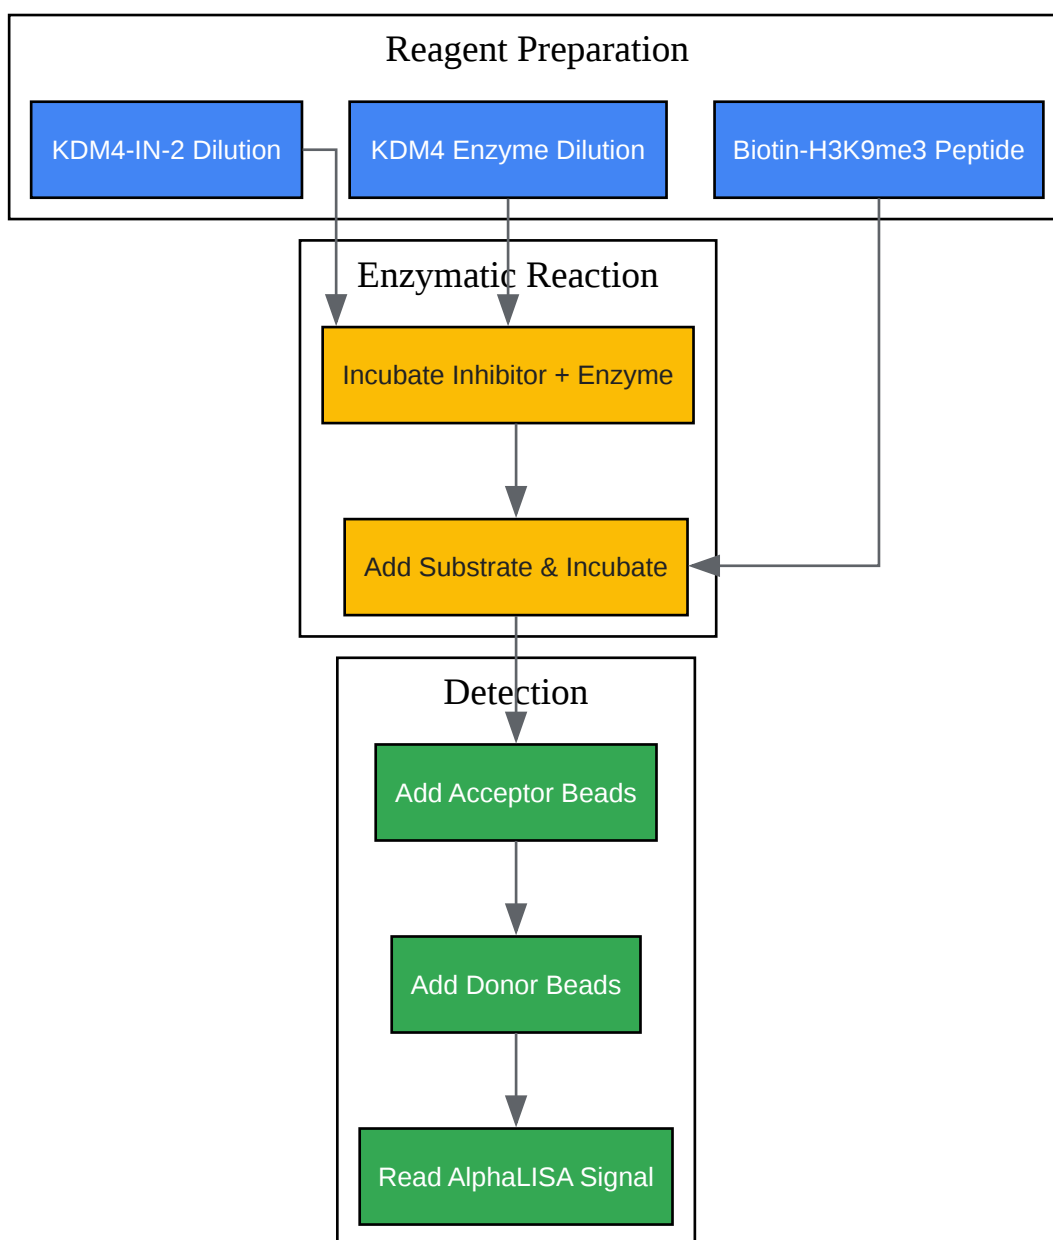 Reagent Preparation
KDM4-IN-2 Dilution
KDM4 Enzyme Dilution
Biotin-H3K9me3 Peptide
Enzymatic Reaction
Incubate Inhibitor + Enzyme
Add Substrate & Incubate
Detection
Add Acceptor Beads
Add Donor Beads
Read AlphaLISA Signal